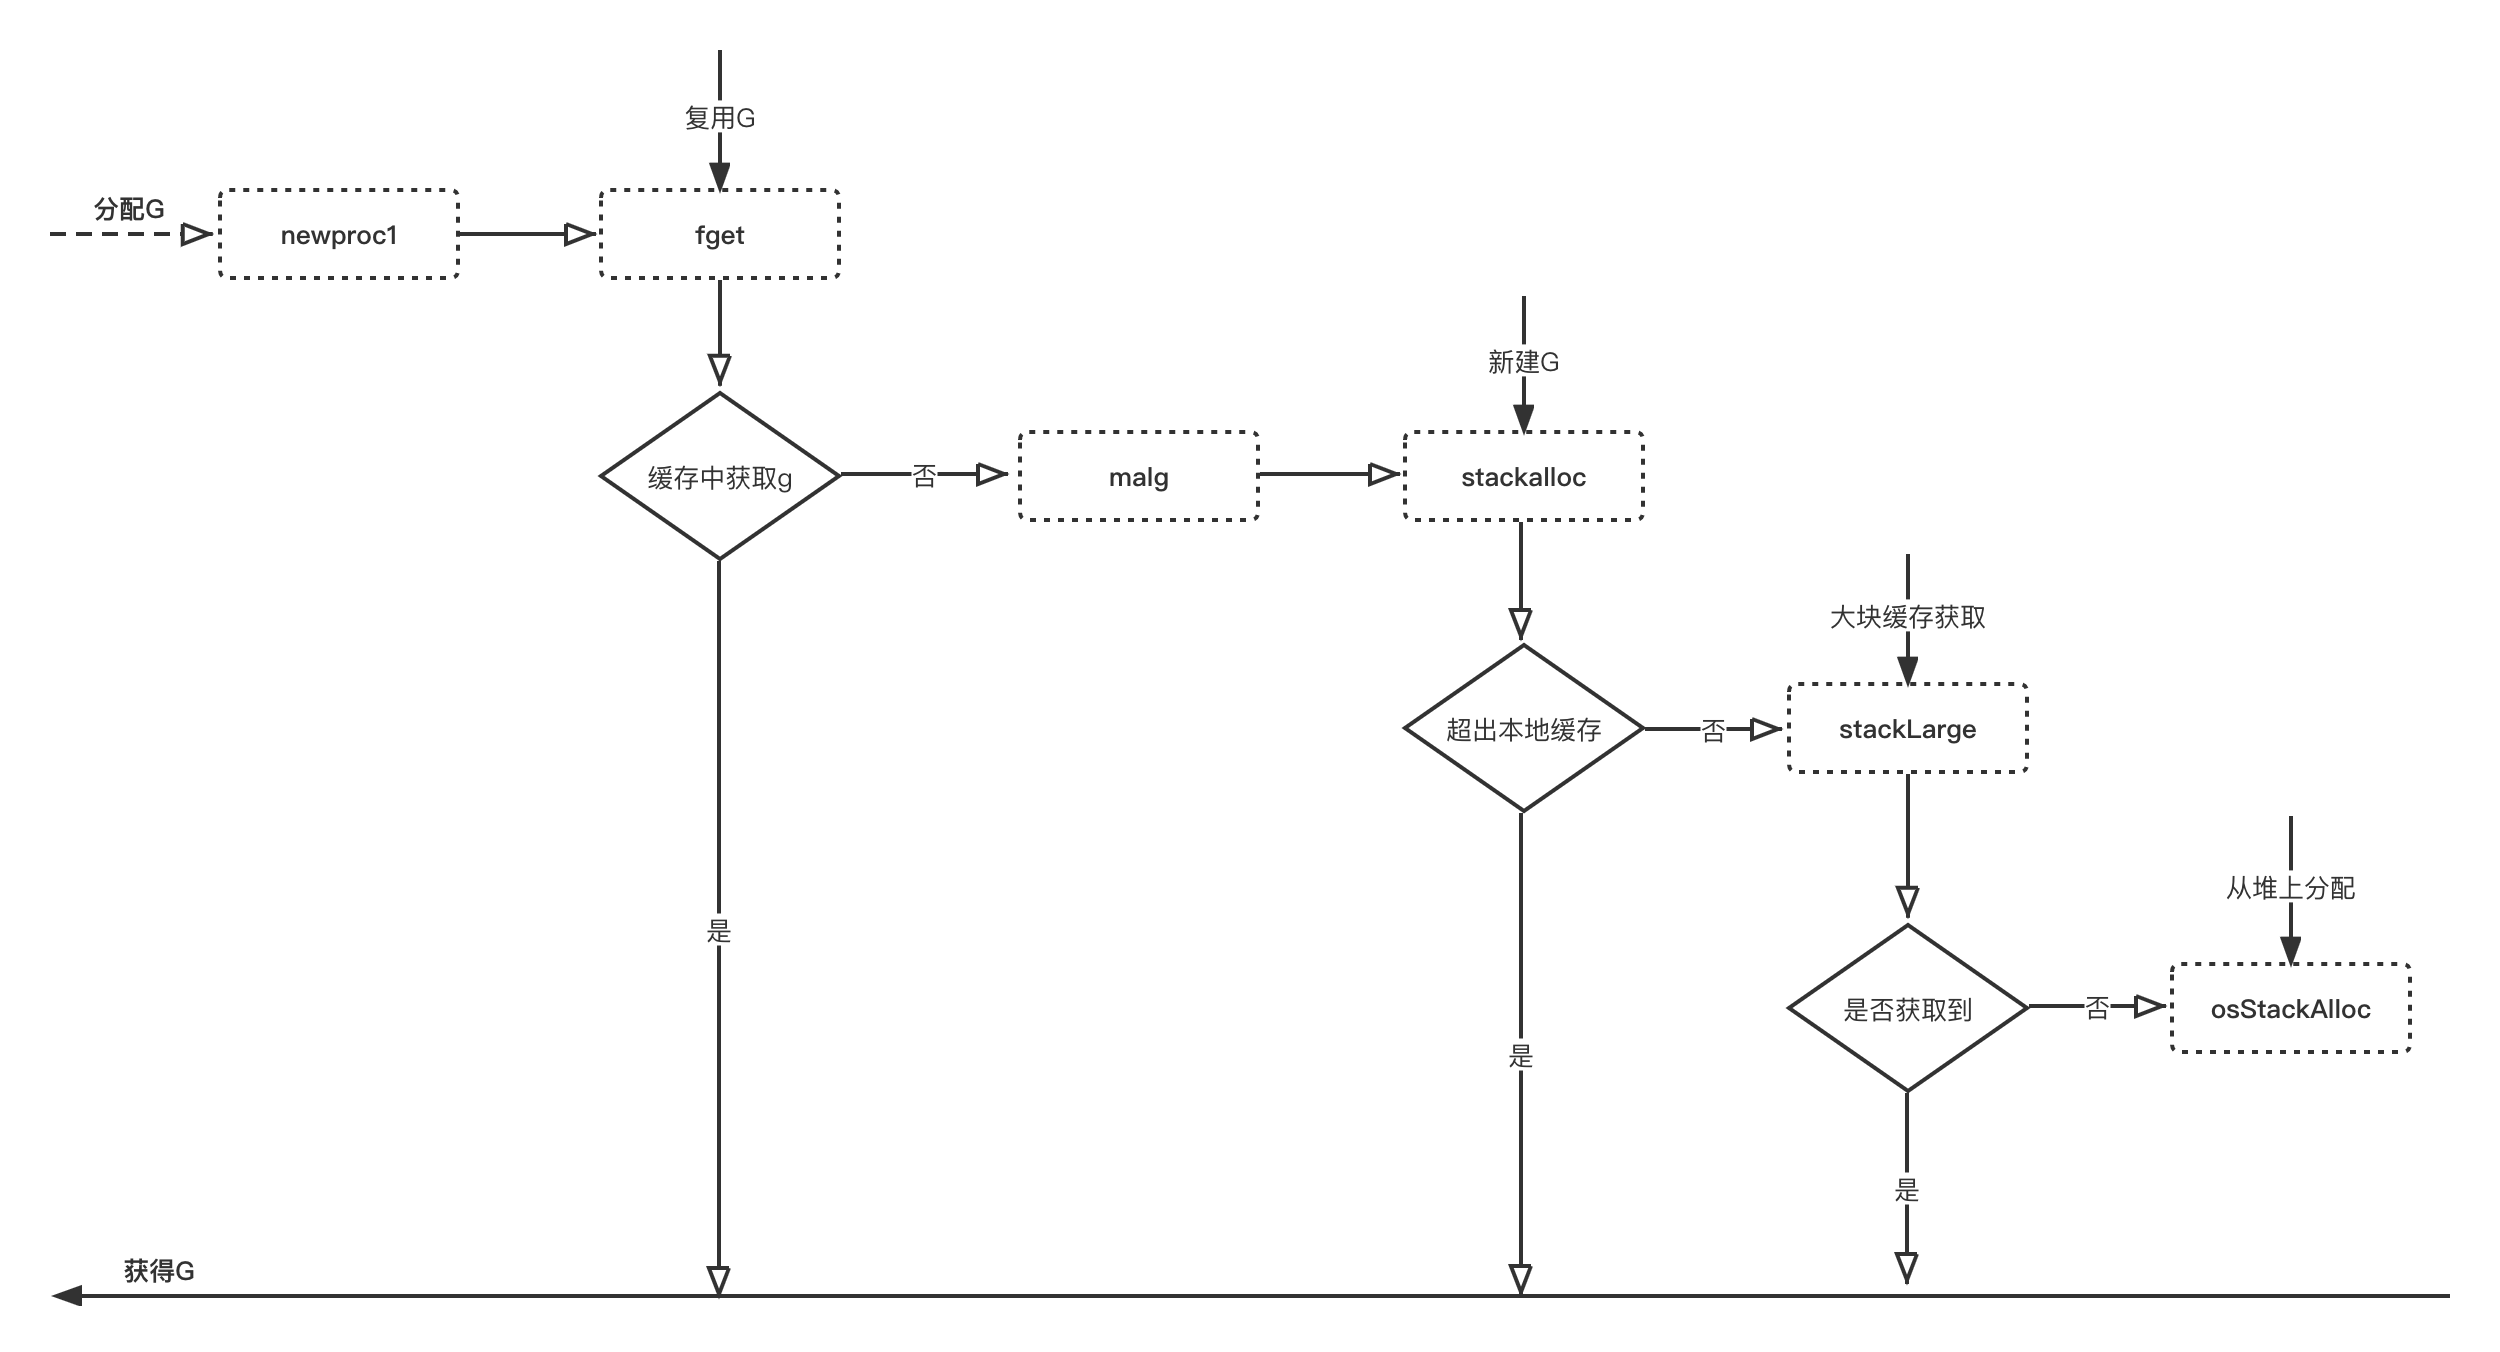 复用G
分配G
newproc1
fget
新建G
缓存中获取g
否
malg
stackalloc
大块缓存获取
超出本地缓存
否
stackLarge
从堆上分配
是
是否获取到
否
osStackAlloc
是
是
获得G